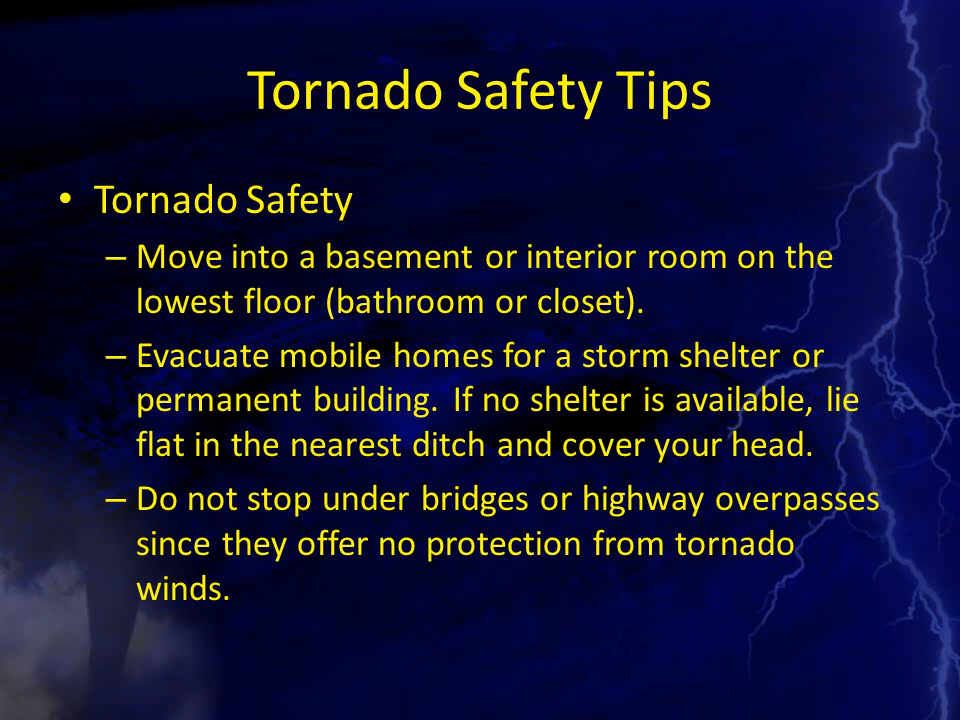 Tornado Safety Tips
• Tornado Safety
– Move into a basement or interior room on the
lowest floor (bathroom or closet).
– Evacuate mobile homes for a storm shelter or
permanent building. If no shelter is available, lie
flat in the nearest ditch and cover your head.
– Do not stop under bridges or highway overpasses
since they offer no protection from tornado
winds.